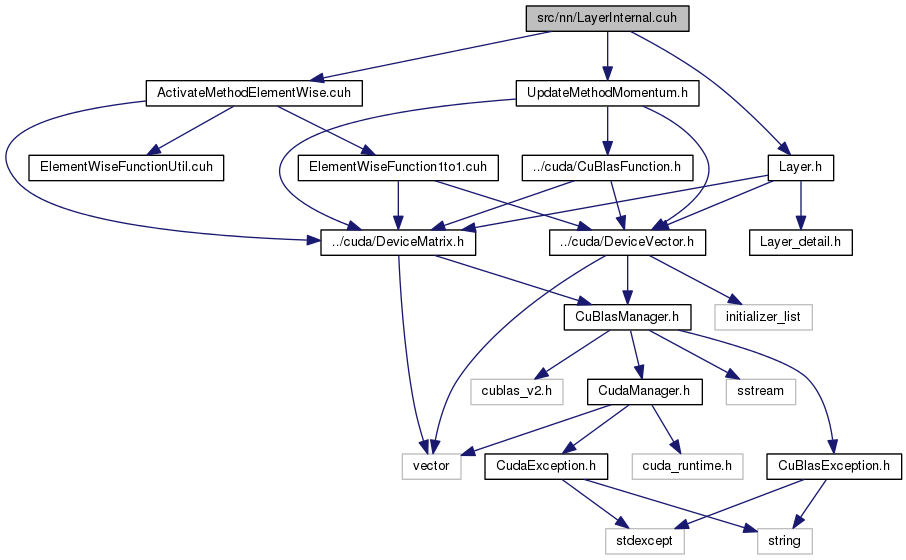 src/nn/LayerInternal.cuh
ActivateMethodElementWise.cuh
UpdateMethodMomentum.h
ElementWiseFunctionUtil.cuh
ElementWiseFunction1to1.cuh
../cuda/CuBlasFunction.h
Layer.h
../cuda/DeviceMatrix.h
../cuda/DeviceVector.h
Layer_detail.h
CuBlasManager.h
initializer_list
cublas_v2.h
CudaManager.h
sstream
vector
CudaException.h
cuda_runtime.h
CuBlasException.h
stdexcept
string